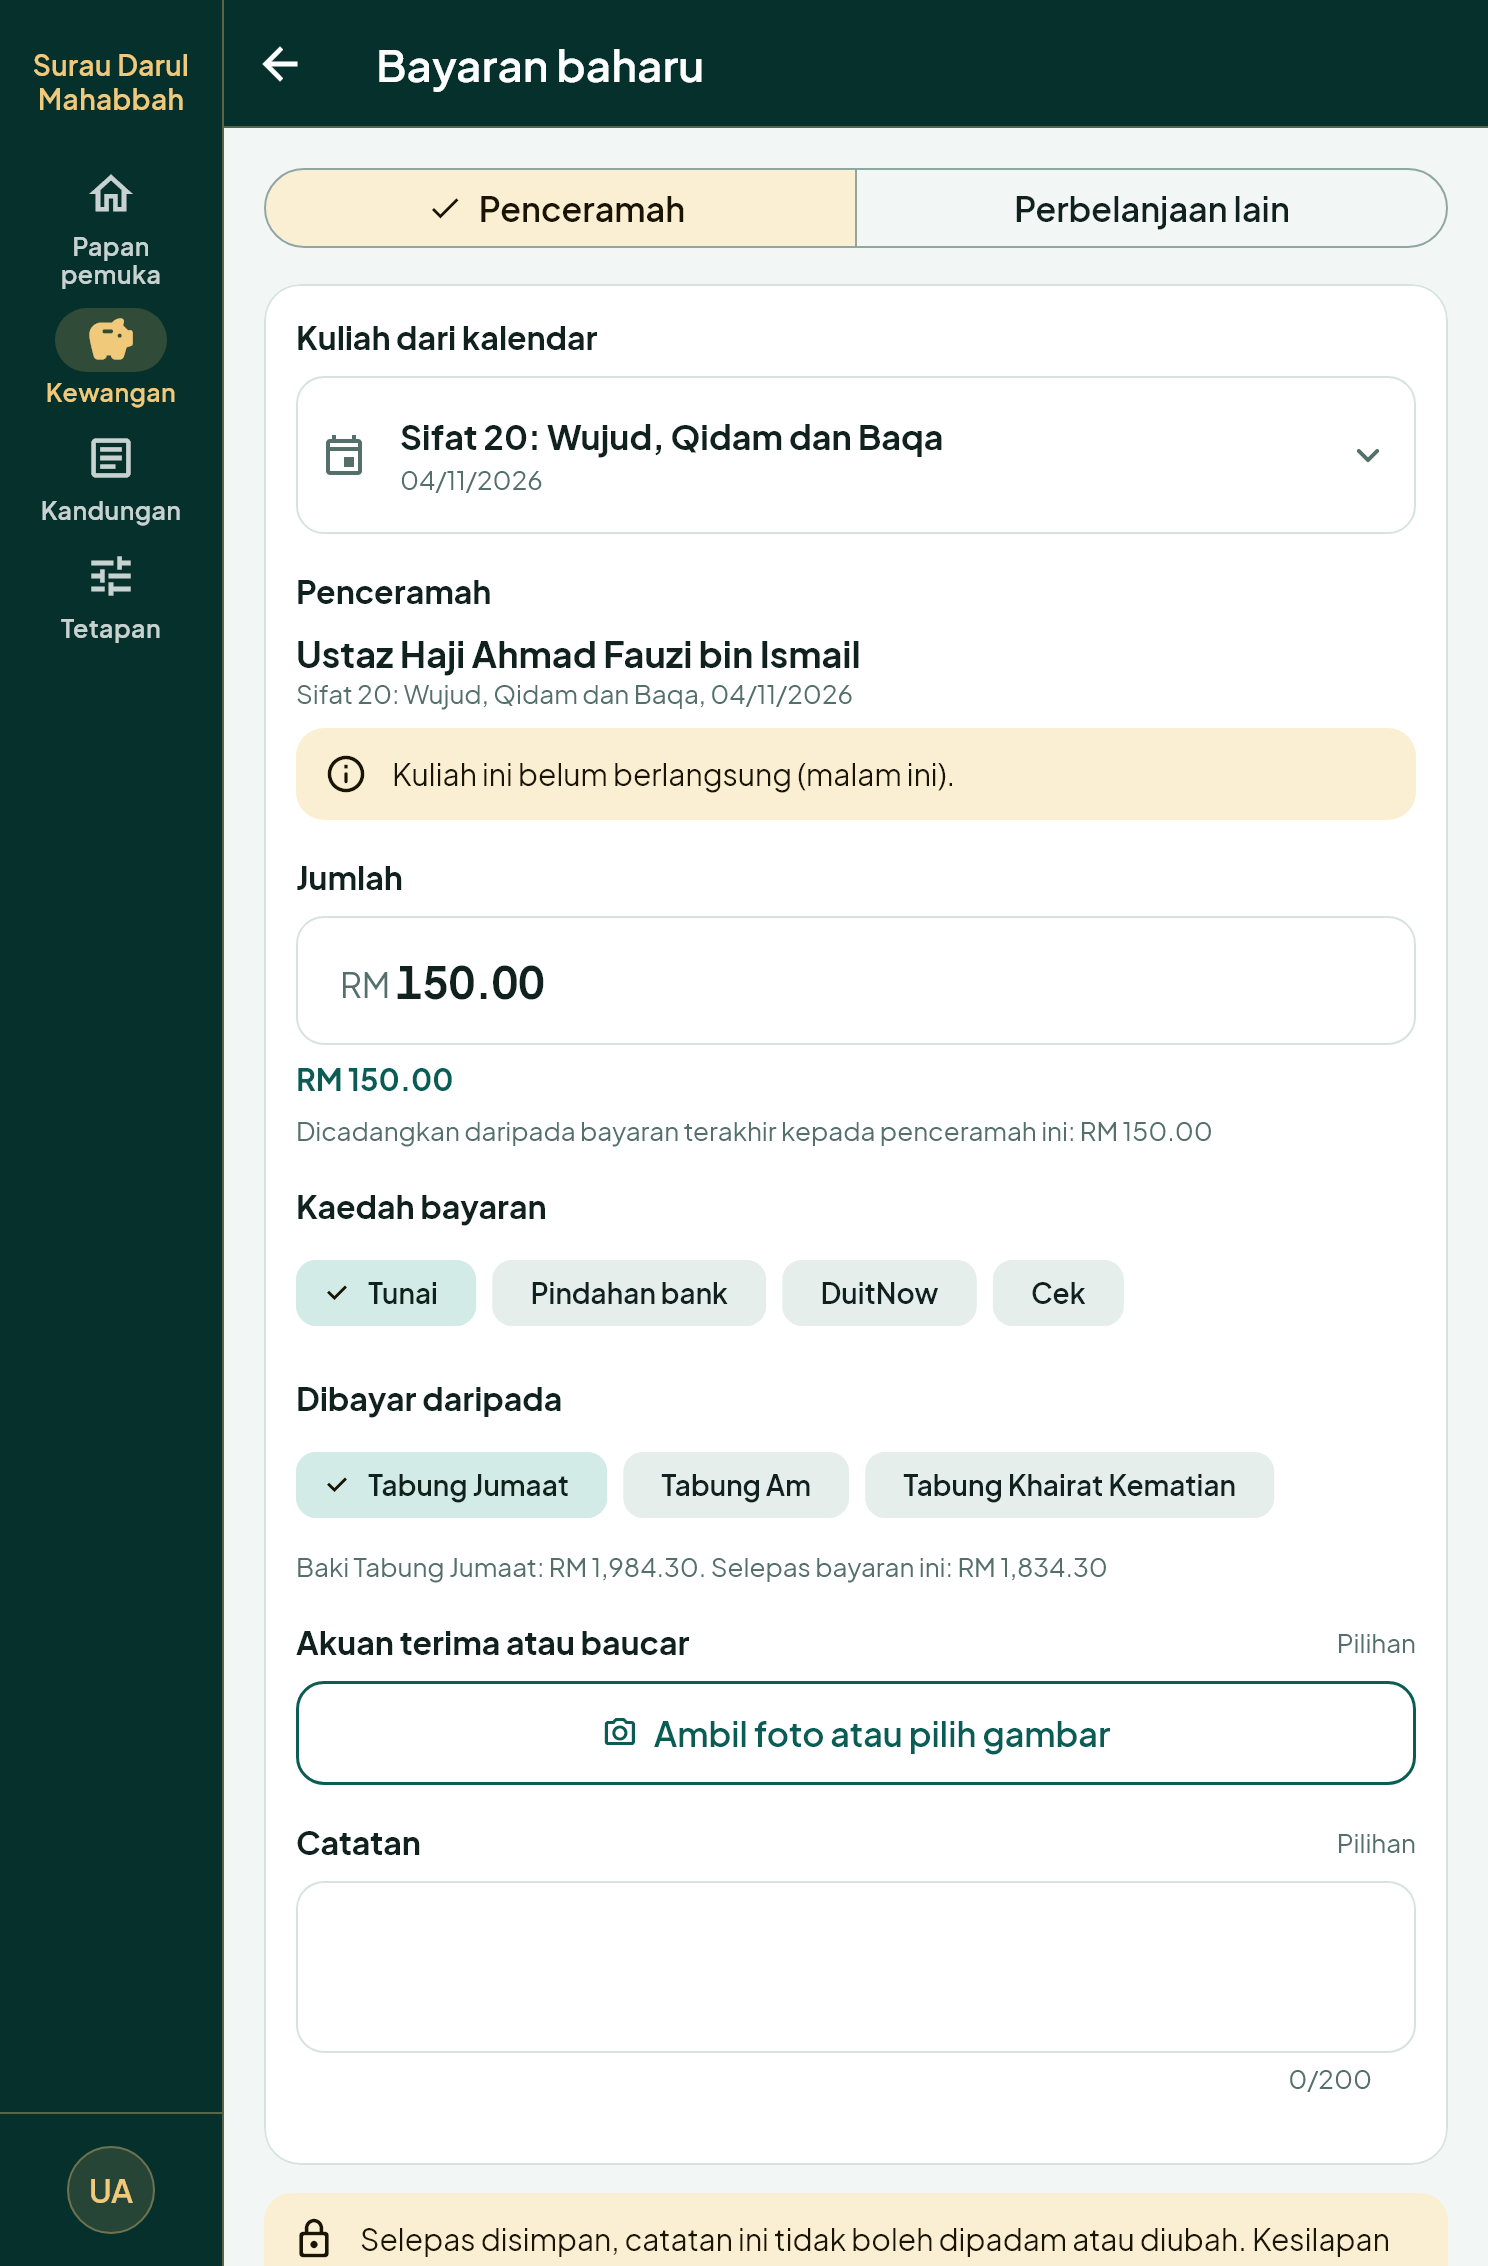 Surau Darul
Mahabbah
Papan
pemuka
Kewangan
Kandungan
Tetapan
UA
Bayaran baharu
Penceramah
Perbelanjaan lain
Kuliah dari kalendar
Sifat 20: Wujud, Qidam dan Baqa
04/11/2026
Penceramah
Ustaz Haji Ahmad Fauzi bin Ismail
Sifat 20: Wujud, Qidam dan Baqa, 04/11/2026
Kuliah ini belum berlangsung (malam ini).
Jumlah
RM 150.00
RM 150.00
Dicadangkan daripada bayaran terakhir kepada penceramah ini: RM 150.00
Kaedah bayaran
Tunai
Pindahan bank
DuitNow
Cek
Dibayar daripada
Tabung Jumaat
Tabung Am
Tabung Khairat Kematian
Baki Tabung Jumaat: RM 1,984.30. Selepas bayaran ini: RM 1,834.30
Akuan terima atau baucar
Pilihan
Ambil foto atau pilih gambar
Catatan
Pilihan
0/200
Selepas disimpan, catatan ini tidak boleh dipadam atau diubah. Kesilapan